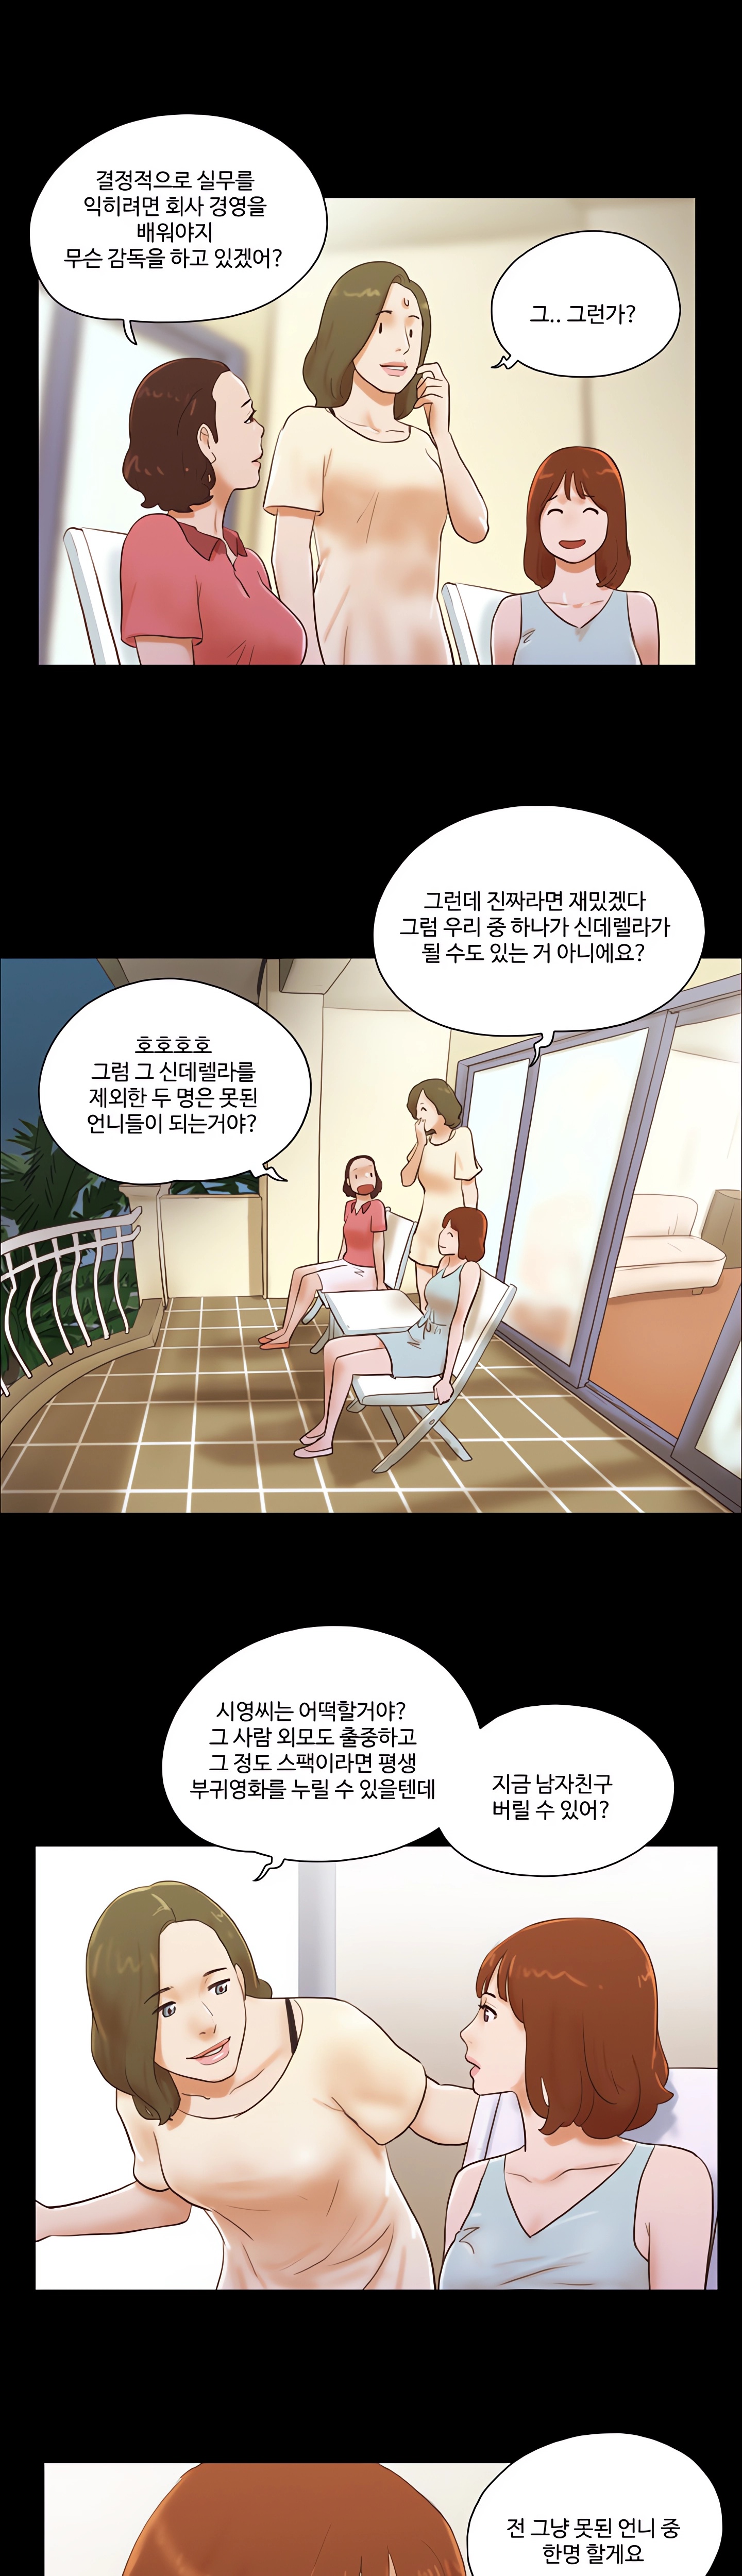 결정적으로 실무를
익히려면 회사 경영을
배워야지
무슨 감독을 하고 있겠어?
그.. 그런가?
그런데 진짜라면 재밌겠다
그럼 우리 중 하나가 신데렐라가
될 수도 있는 거 아니에요?
호호호호
그럼 그 신데렐라를
제외한 두 명은 못된
언니들이 되는거야?
시영씨는 어떡할거야?
그 사람 외모도 출중하고
그 정도 스팩이라면 평생
부귀영화를 누릴 수 있을텐데
지금 남자친구
버릴 수 있어?
전 그냥 못된 언니 중
한명 할게요